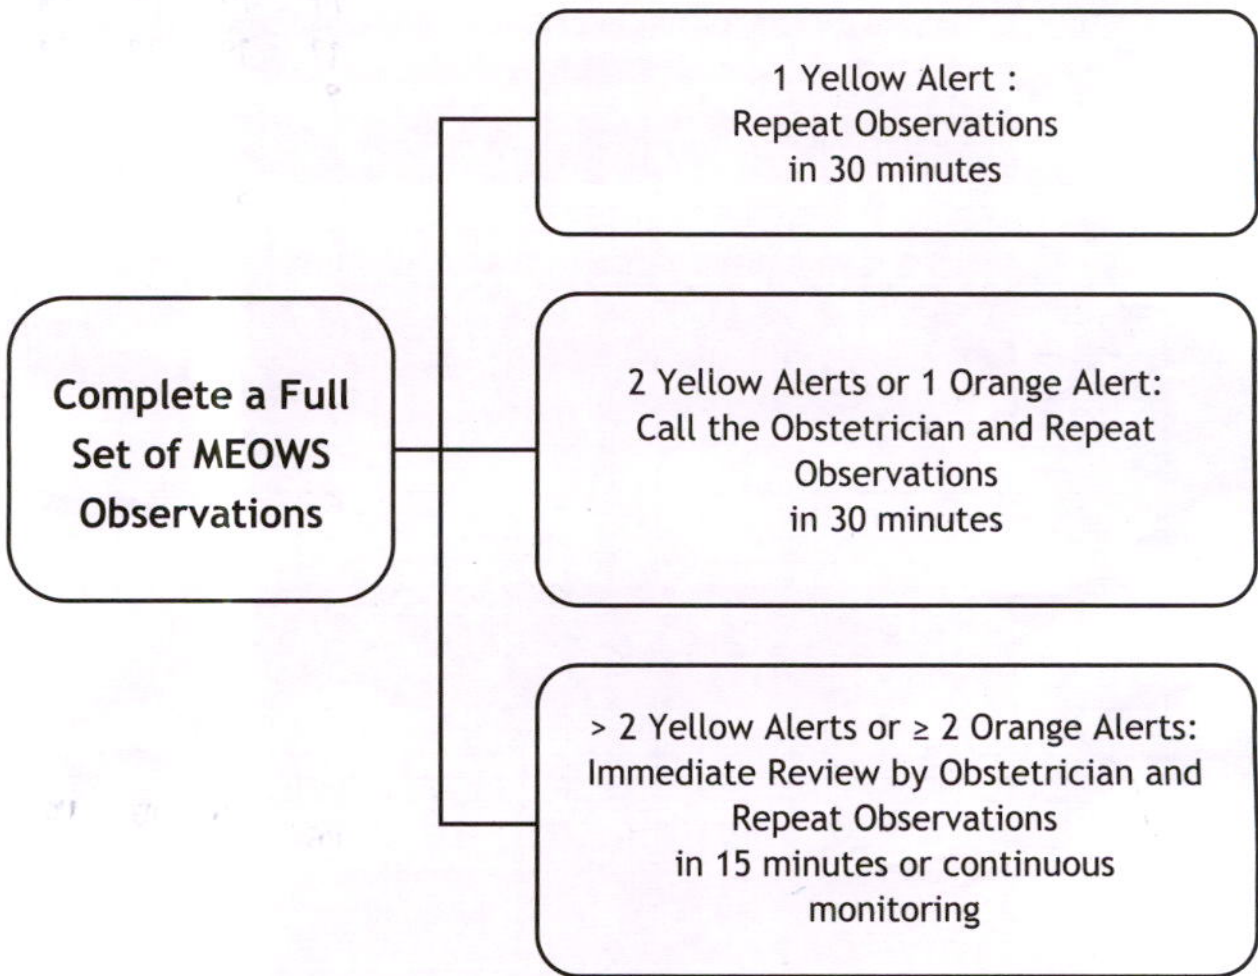 1 Yellow Alert :
Repeat Observations
in 30 minutes
Complete a Full
Set of MEOWS
Observations
2 Yellow Alerts or 1 Orange Alert:
Call the Obstetrician and Repeat
Observations
in 30 minutes
> 2 Yellow Alerts or ≥ 2 Orange Alerts:
Immediate Review by Obstetrician and
Repeat Observations
in 15 minutes or continuous
monitoring